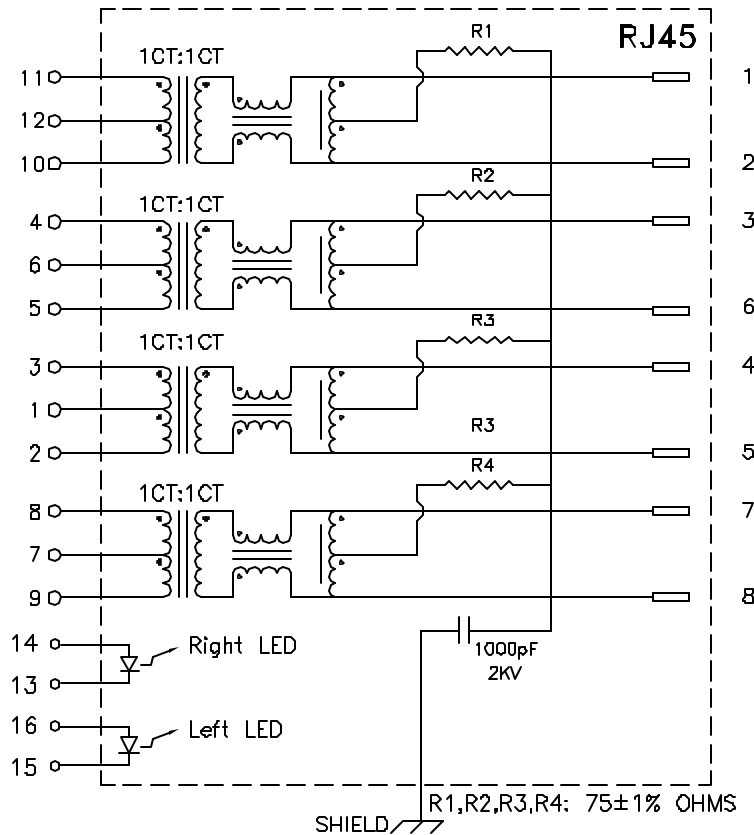 R1
RJ45
1CT:1CT
11
1
12
10
2
R2
1CT:1CT
4
3
6
5
6
R3
1CT:1CT
3
4
1
R3
2
5
R4
1CT:1CT
8
7
7
9
8
14
Right LED
1000pF
13
2KV
16
Left LED
15
R1,R2,R3,R4: 75±1% OHMS
SHIELD